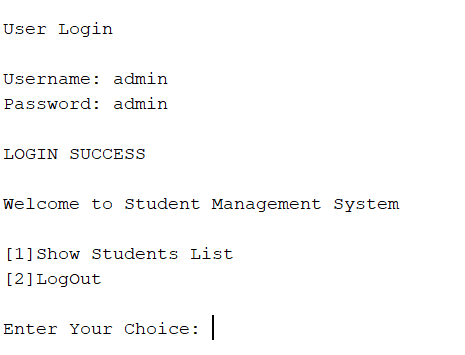 User Login
Username: admin
Password: admin
LOGIN SUCCESS
Welcome to Student Management System
[1]Show Students List
[2]LogOut
Enter Your Choice: